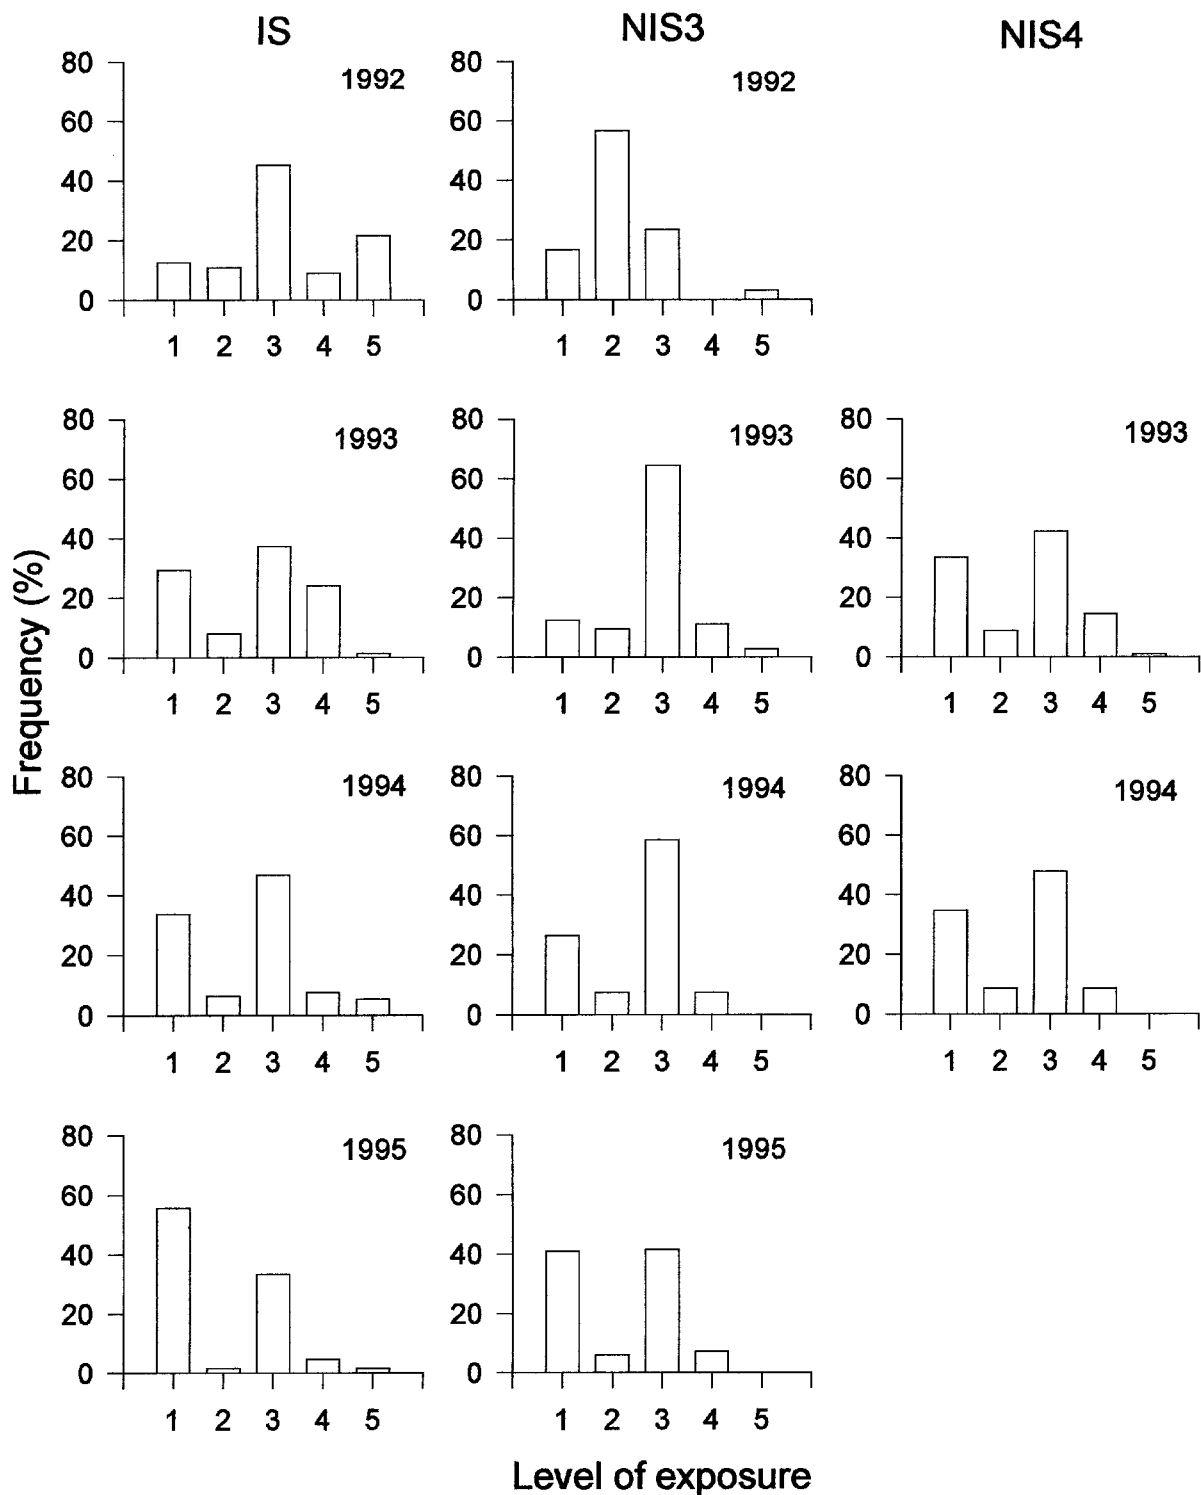 IS NIS3 NIS4
80 1992 80 1992
60 60
40 40
20 20
0 0
1 2 3 4 5 1 2 3 4 5
80 1993 80 1993 80 1993
60 60 60
40 40 40
20 20 20
0 0 0
1 2 3 4 5 1 2 3 4 5 1 2 3 4 5
Frequency (%)
80 1994 80 1994 80 1994
60 60 60
40 40 40
20 20 20
0 0 0
1 2 3 4 5 1 2 3 4 5 1 2 3 4 5
80 1995 80 1995
60 60
40 40
20 20
0 0
1 2 3 4 5 1 2 3 4 5
Level of exposure